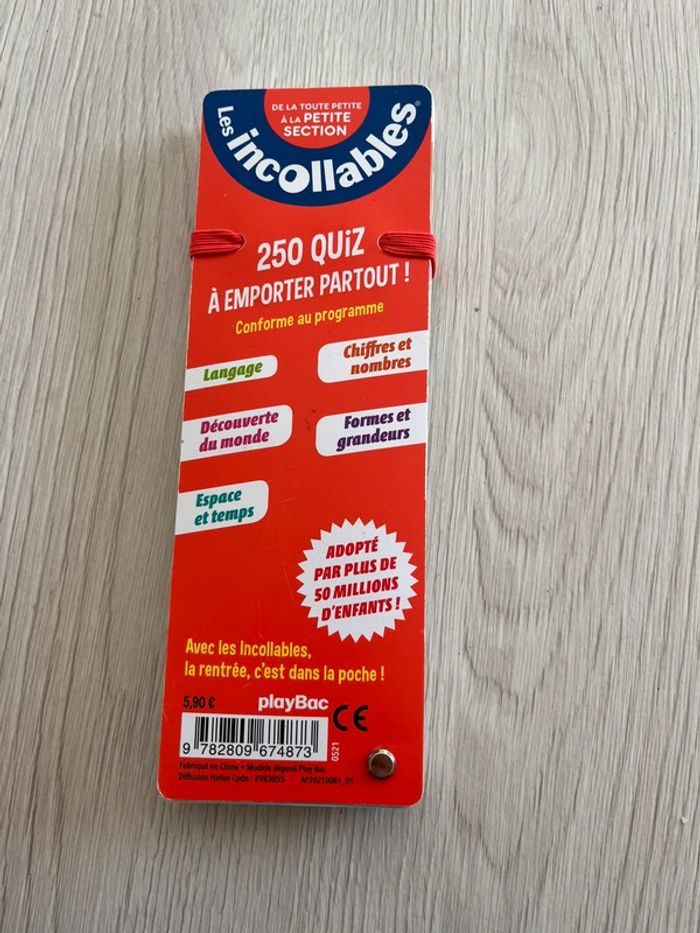 DE LA TOUTE PETITE
À LA PETITE
SECTION
Les incollables®
250 QUiZ
À EMPORTER PARTOUT !
Conforme au programme
Langage
Chiffres et
nombres
Découverte
du monde
Formes et
grandeurs
Espace
et temps
ADOPTÉ
PAR PLUS DE
50 MILLIONS
D'ENFANTS !
Avec les Incollables,
la rentrée, c'est dans la poche !
5,90 €
playBac
CE
9 782809 674873
0521
Fabriqué en Chine - Modèle déposé Play Bac
Diffusion Hatier Code : 2983055
AP20210087_01